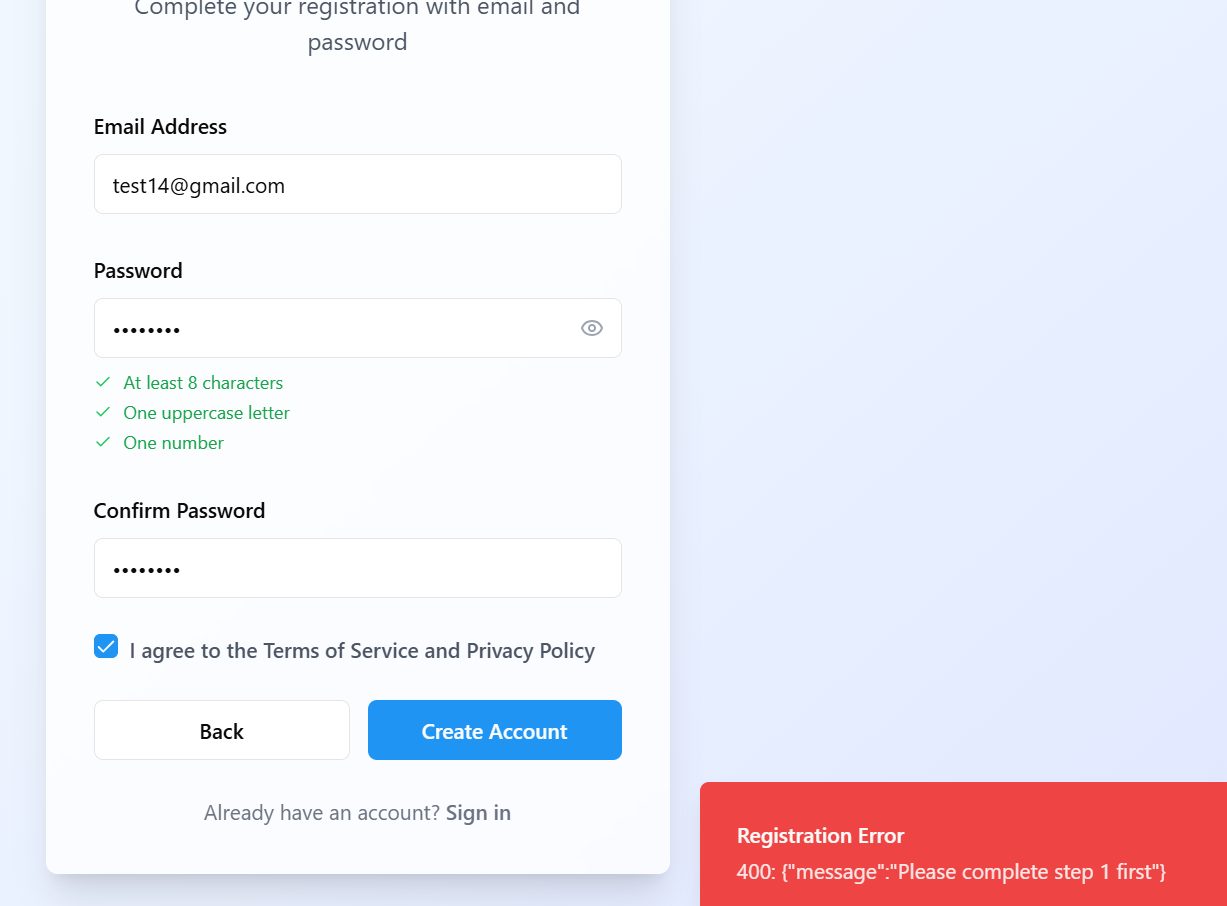 Complete your registration with email and
password
Email Address
test14@gmail.com
Password
••••••••
At least 8 characters
One uppercase letter
One number
Confirm Password
••••••••
I agree to the Terms of Service and Privacy Policy
Back
Create Account
Already have an account? Sign in
Registration Error
400: {"message":"Please complete step 1 first"}